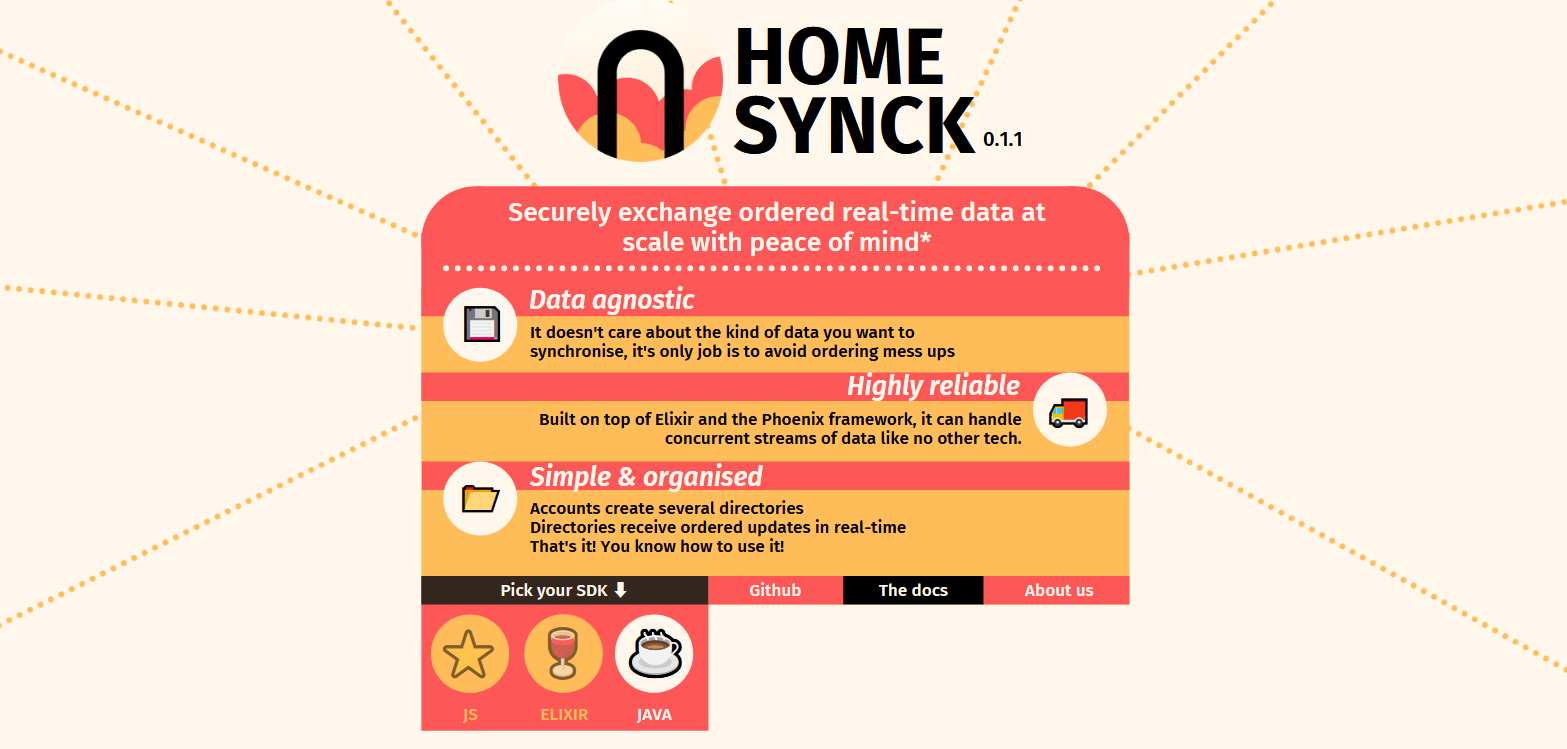 HOME
SYNCK 0.1.1
Securely exchange ordered real-time data at
scale with peace of mind*
Data agnostic
It doesn't care about the kind of data you want to
synchronise, it's only job is to avoid ordering mess ups
Highly reliable
Built on top of Elixir and the Phoenix framework, it can handle
concurrent streams of data like no other tech.
Simple & organised
Accounts create several directories
Directories receive ordered updates in real-time
That's it! You know how to use it!
Pick your SDK ⬇ Github The docs About us
JS ELIXIR JAVA